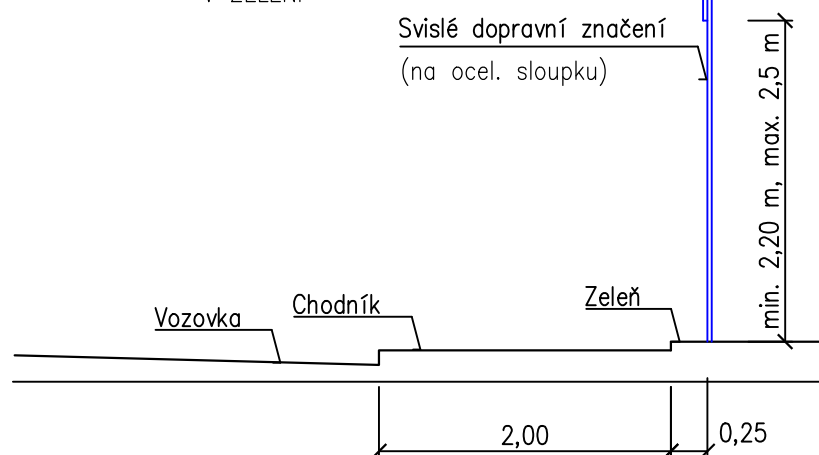 Svislé dopravní značení
(na ocel. sloupku)
min. 2,20 m, max. 2,5 m
Zeleň
Chodník
Vozovka
2,00
0,25